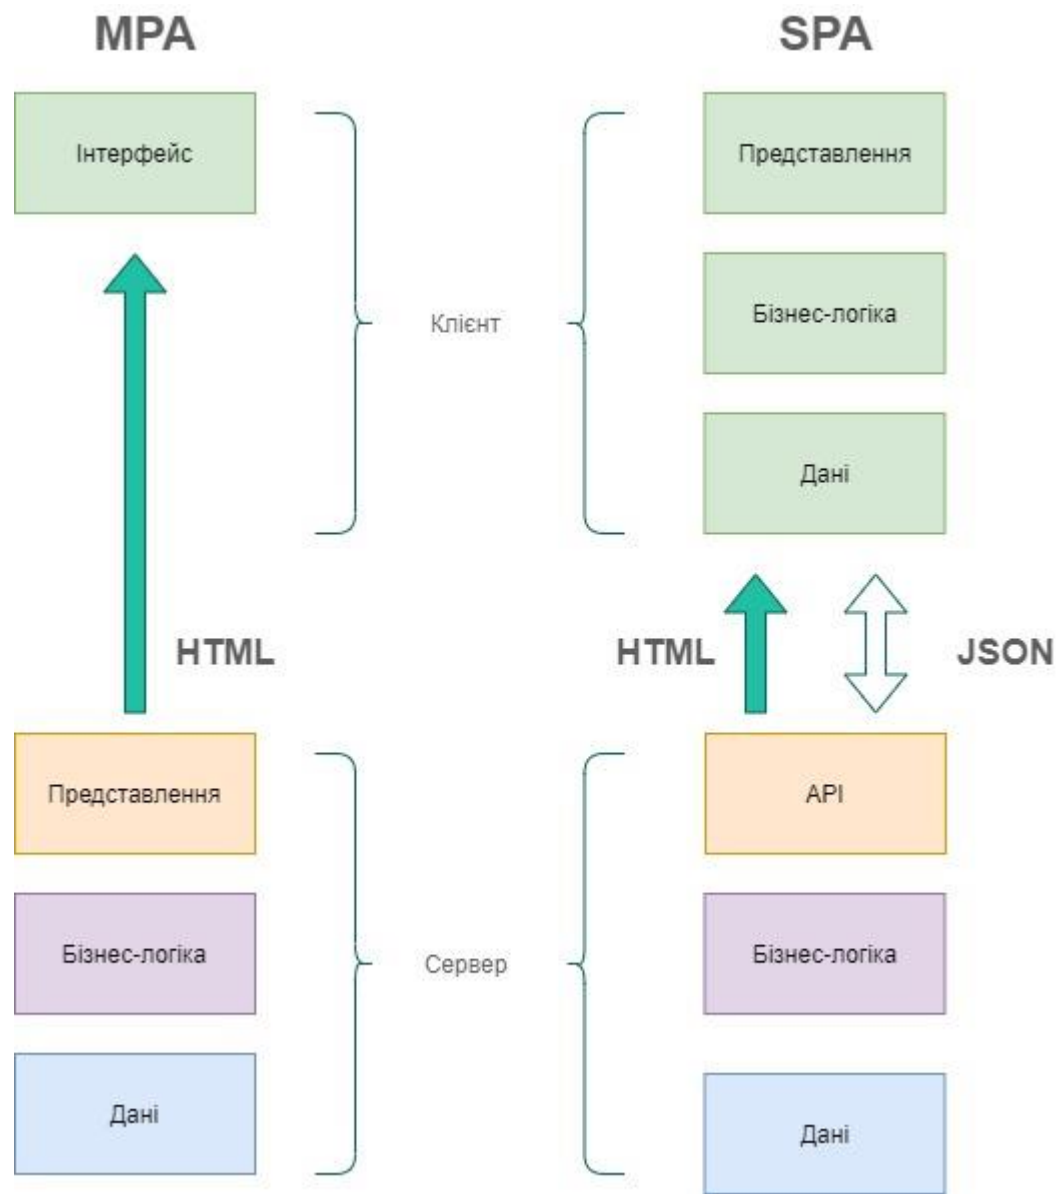 MPA
SPA
Інтерфейс
Представлення
Бізнес-логіка
Клієнт
Дані
HTML
HTML
JSON
Представлення
API
Бізнес-логіка
Сервер
Бізнес-логіка
Дані
Дані